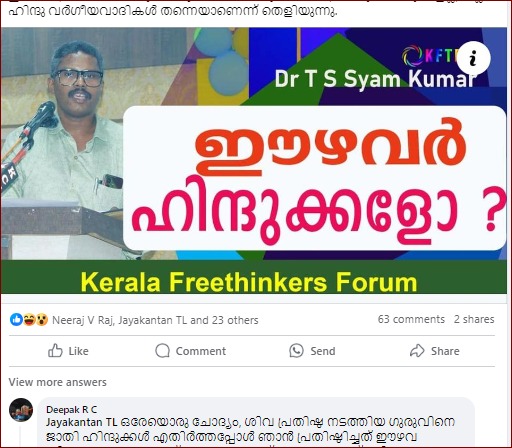 ഹിന്ദു വർഗീയവാദികൾ തന്നെയാണെന്ന് തെളിയുന്നു.
KFTF
i
Dr T S Syam Kumar
ഈഴവർ
ഹിന്ദുക്കളോ ?
Kerala Freethinkers Forum
Neeraj V Raj, Jayakantan TL and 23 others
63 comments 2 shares
Like Comment Send Share
View more answers
Deepak R C
Jayakantan TL ഒരേയൊരു ചോദ്യം, ശിവ പ്രതിഷ്ഠ നടത്തിയ ഗുരുവിനെ
ജാതി ഹിന്ദുക്കൾ എതിർത്തപ്പോൾ ഞാൻ പ്രതിഷ്ഠിച്ചത് ഈഴവ